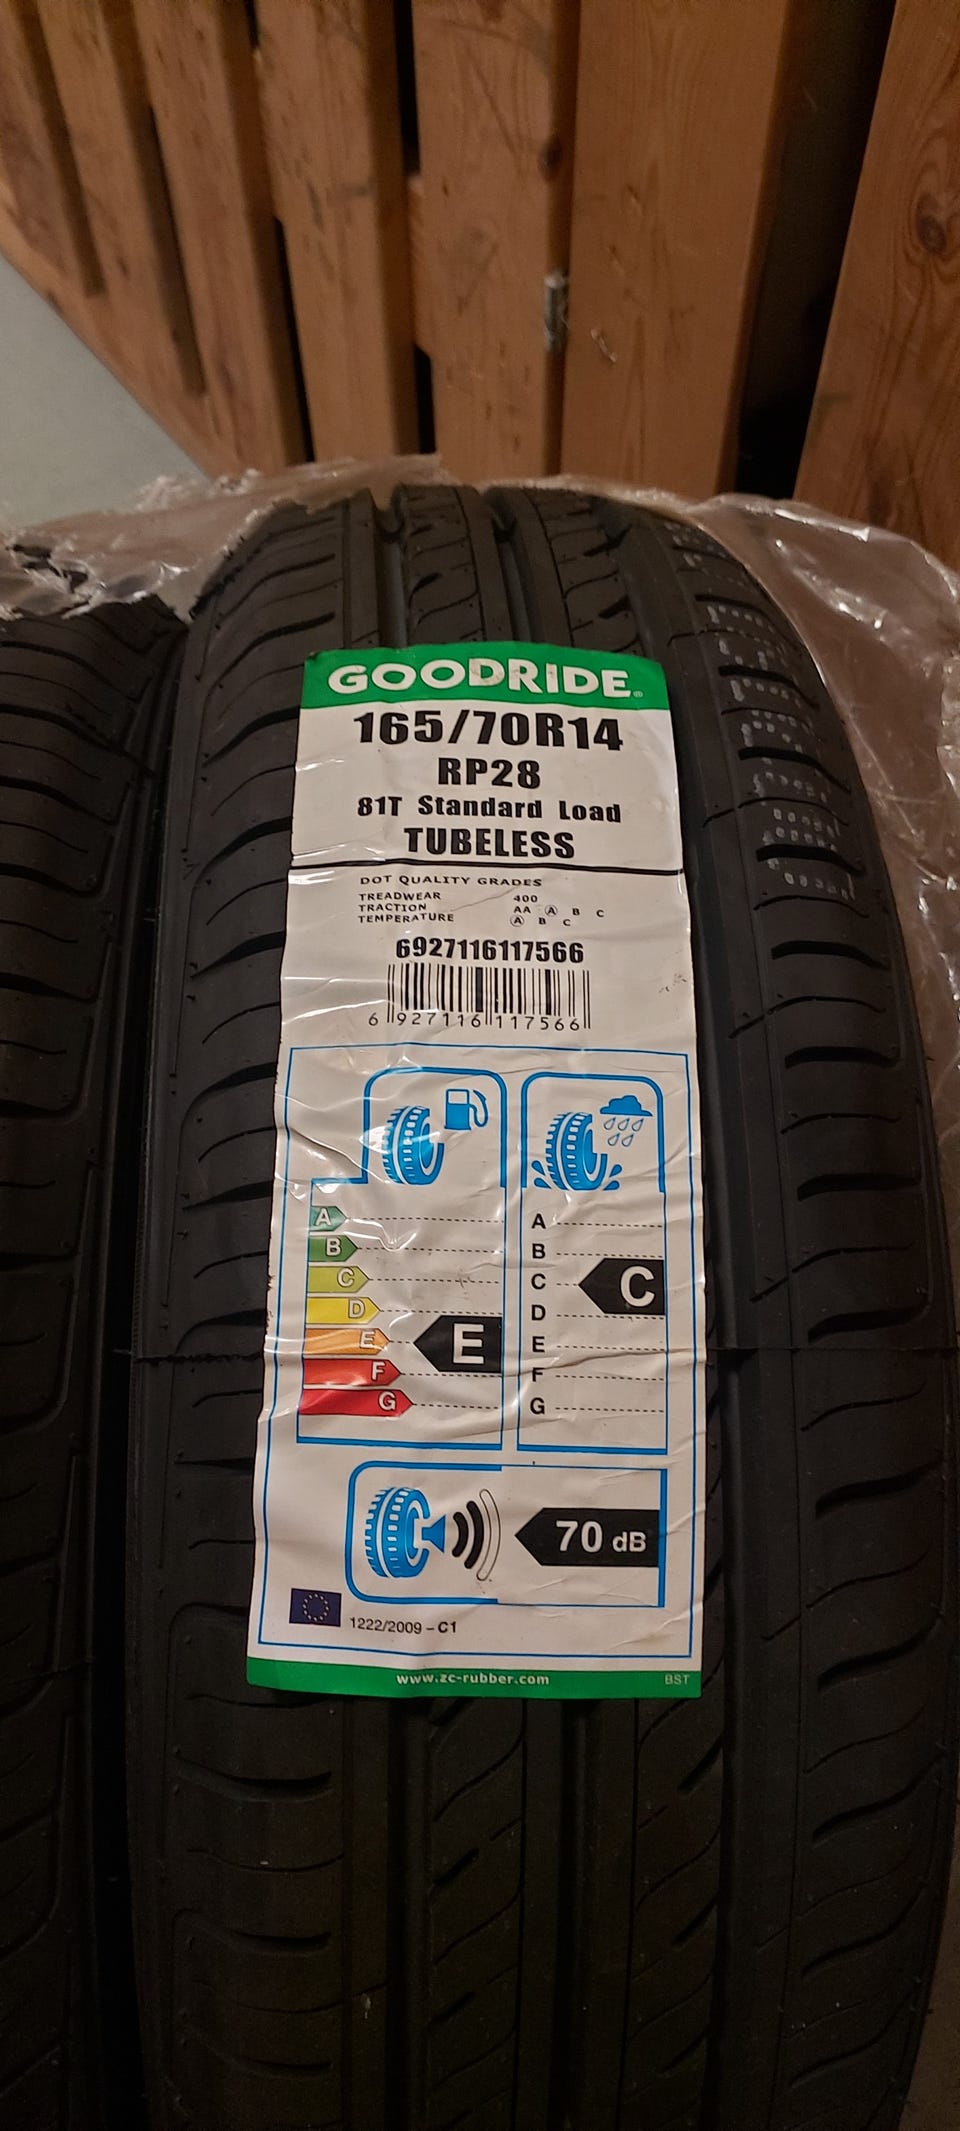 GOODRIDE
165/70R14
RP28
81T Standard Load
TUBELESS
DOT QUALITY GRADES
TREADWEAR 400
TRACTION AA A B C
TEMPERATURE A B C
6927116117566
6 927116 117566
A A
B B
C C C
D D
E E E
F F
G G
70 dB
1222/2009 - C1
www.zc-rubber.com BST